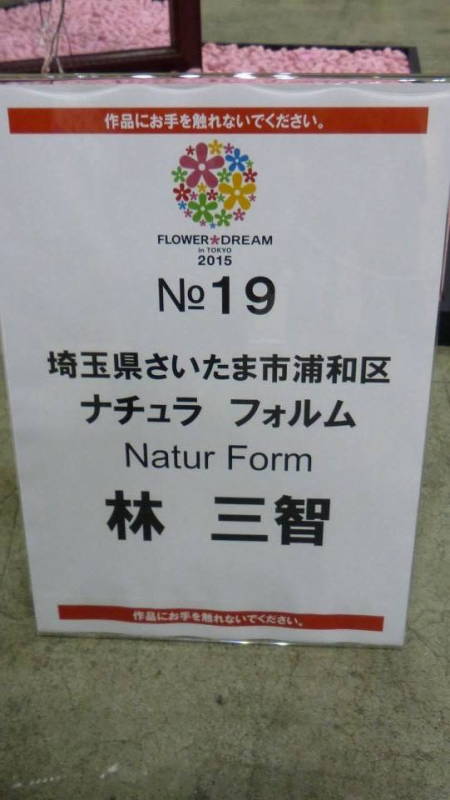 作品にお手を触れないでください。
FLOWER★DREAM
in TOKYO
2015
№19
埼玉県さいたま市浦和区
ナチュラ フォルム
Natur Form
林 三智
作品にお手を触れないでください。